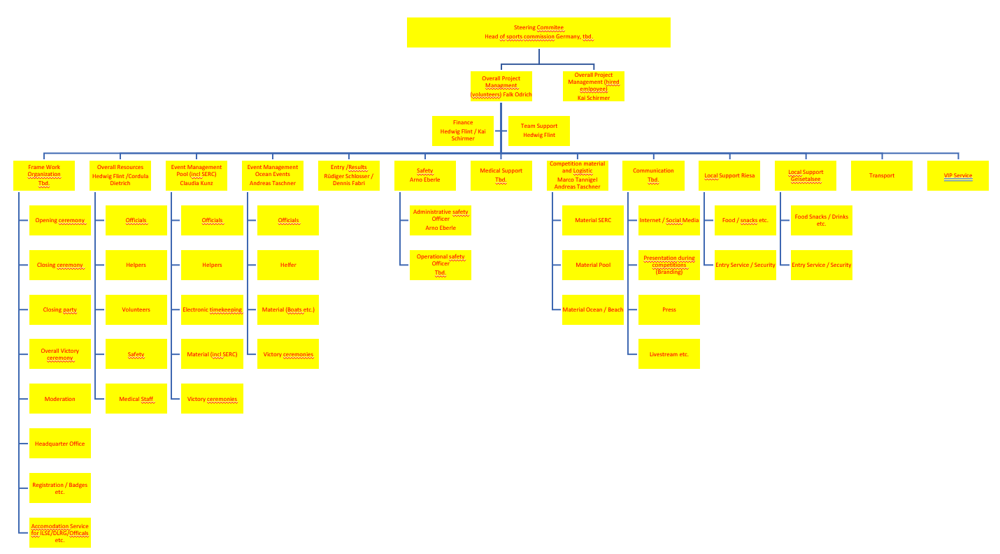 Steering Commitee
Head of sports commission Germany, tbd.
Overall Project
Managment
(volunteers) Falk Odrich
Overall Project
Management (hired
emlpovee)
Kai Schirmer
Finance
Hedwig Flint / Kai
Schirmer
Team Support
Hedwig Flint
Frame Work
Organization
Tbd.
Overall Resources
Hedwig Flint /Cordula
Dietrich
Event Management
Pool (incl SERC)
Claudia Kunz
Event Management
Ocean Events
Andreas Taschner
Entry /Results
Rüdiger Schlosser /
Dennis Fabri
Safety
Arno Eberle
Medical Support
Tbd.
Competition material
and Logistic
Marco Tannigel
Andreas Taschner
Communication
Tbd.
Local Support Riesa
Local Support
Geisetalsee
Transport
VIP Service
Opening ceremony
Closing ceremony
Closing party
Overall Victory
ceremony
Moderation
Headquarter Office
Registration / Badges
etc.
Accomodation Service
for ILSE/DLRG/Officals
etc.
Officials
Helpers
Volunteers
Safety
Medical Staff
Officials
Helpers
Electronic timekeeping
Material (incl SERC)
Victory ceremonies
Officials
Helfer
Material (Boats etc.)
Victory ceremonies
Administrative safety
Officer
Arno Eberle
Operational safety
Officer
Tbd.
Material SERC
Material Pool
Material Ocean / Beach
Internet / Social Media
Presentation during
competitions
(Branding)
Press
Livestream etc.
Food / snacks etc.
Entry Service / Security
Food Snacks / Drinks
etc.
Entry Service / Security